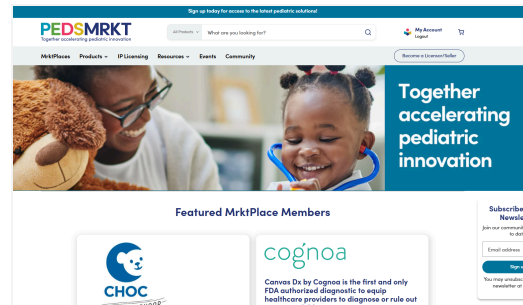 Sign up today for access to the latest pediatric solutions!
PEDSMRKT
Together accelerating pediatric innovation
All Products
What are you looking for?
My Account
Logout
MrktPlaces
Products
IP Licensing
Resources
Events
Community
Become a Licensor/Seller
Together
accelerating
pediatric
innovation
Featured MrktPlace Members
CHOC
cognoa
Canvas Dx by Cognoa is the first and only
FDA authorized diagnostic to equip
healthcare providers to diagnose or rule out
Subscribe
Newsle
Join our communi
to dat
Email address
Sign u
You may unsubsc
newsletter at